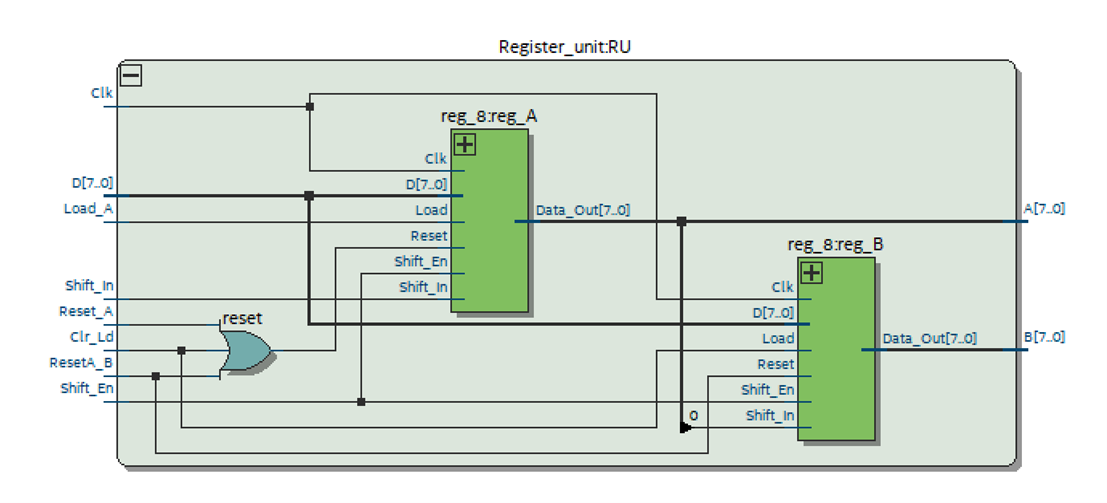 Register_unit:RU
Clk
reg_8:reg_A
Clk
D[7..0]
D[7..0]
Load_A
Load
Data_Out[7..0]
A[7..0]
Reset
reg_8:reg_B
Shift_En
Shift_In
Shift_In
Clk
Reset_A
reset
D[7..0]
Clr_Ld
Load
Data_Out[7..0]
B[7..0]
ResetA_B
Reset
Shift_En
Shift_En
0
Shift_In